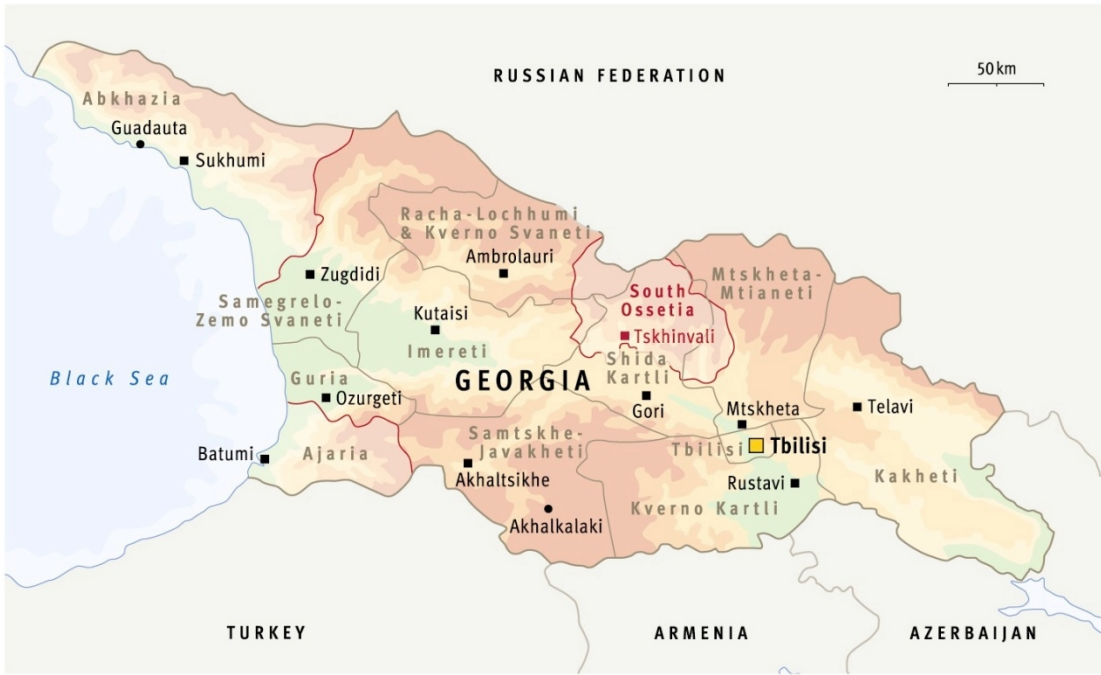 RUSSIAN FEDERATION
50 km
Abkhazia
Guadauta
Sukhumi
Racha-Lochhumi
& Kverno Svaneti
Ambrolauri
Zugdidi
Samegrelo-
Zemo Svaneti
Mtskheta-
Mtianeti
South
Ossetia
Tskhinvali
Kutaisi
Imereti
Shida
Kartli
GEORGIA
Black Sea
Guria
Ozurgeti
Gori
Mtskheta
Telavi
Batumi
Ajaria
Samtskhe-
Javakheti
Akhaltsikhe
Akhalkalaki
Tbilisi
Tbilisi
Rustavi
Kverno Kartli
Kakheti
TURKEY
ARMENIA
AZERBAIJAN